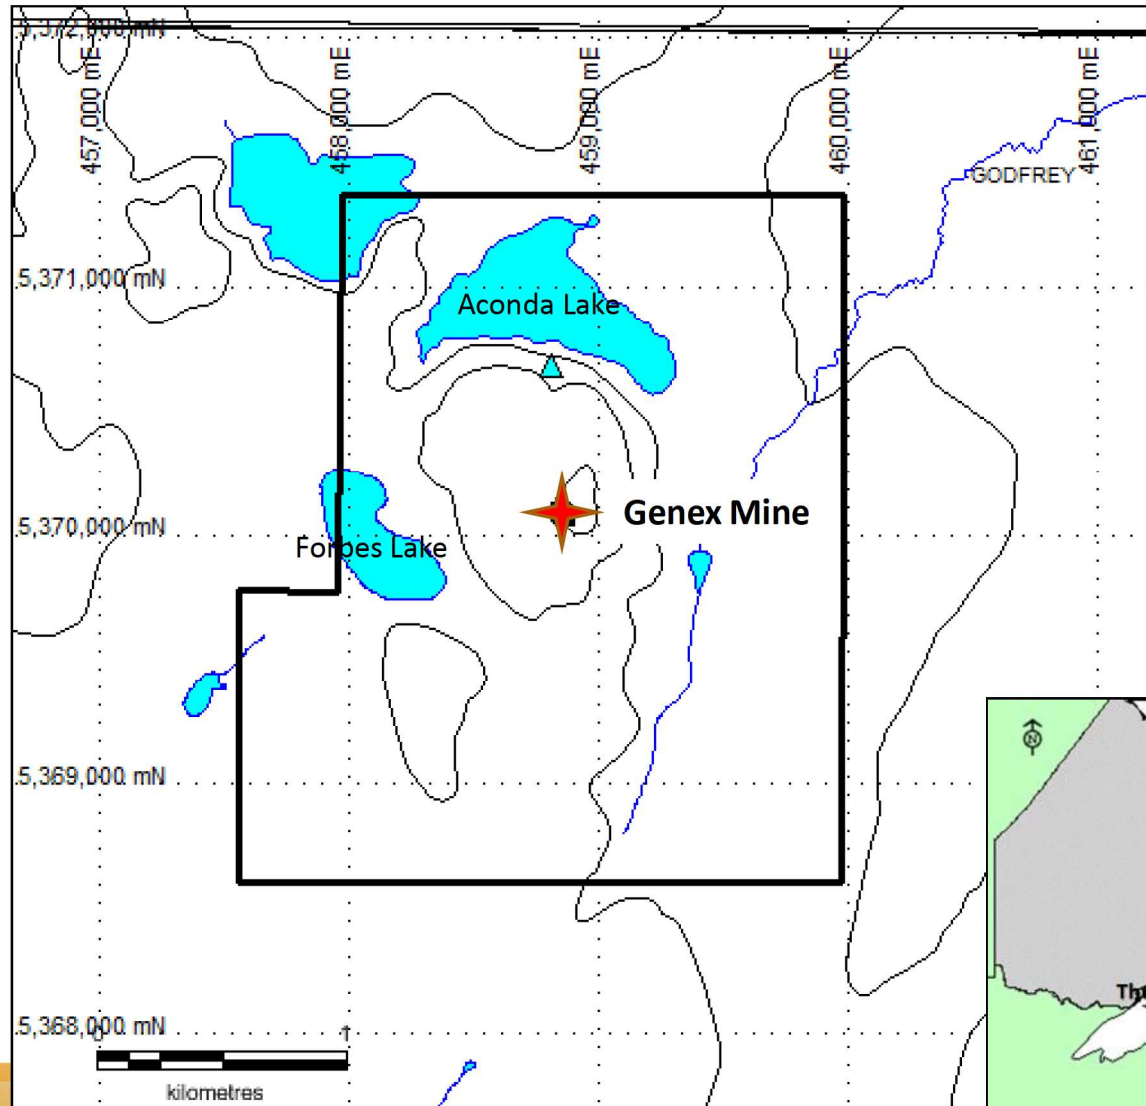 5,372,000 mN
457,000 mE
458,000 mE
459,000 mE
460,000 mE
461,000 mE
GODFREY
5,371,000 mN
Aconda Lake
Genex Mine
5,370,000 mN
Forbes Lake
5,369,000 mN
N
5,368,000 mN
0 1
kilometres